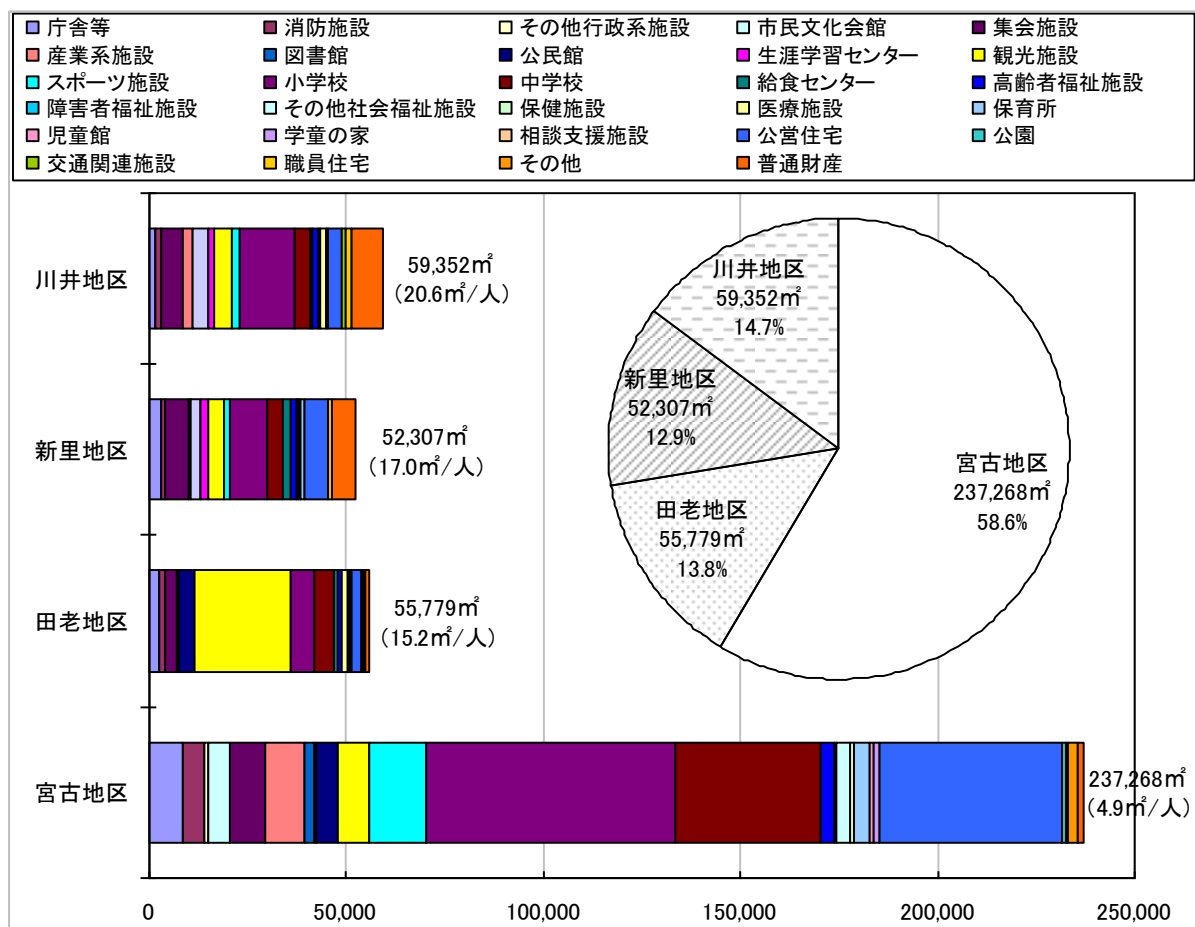 庁舎等 消防施設 その他行政系施設 市民文化会館 集会施設
産業系施設 図書館 公民館 生涯学習センター 観光施設
スポーツ施設 小学校 中学校 給食センター 高齢者福祉施設
障害者福祉施設 その他社会福祉施設 保健施設 医療施設 保育所
児童館 学童の家 相談支援施設 公営住宅 公園
交通関連施設 職員住宅 その他 普通財産
川井地区
59,352㎡
（20.6㎡/人）
新里地区
52,307㎡
（17.0㎡/人）
田老地区
55,779㎡
（15.2㎡/人）
宮古地区
237,268㎡
（4.9㎡/人）
川井地区
59,352㎡
14.7%
新里地区
52,307㎡
12.9%
田老地区
55,779㎡
13.8%
宮古地区
237,268㎡
58.6%
0 50,000 100,000 150,000 200,000 250,000